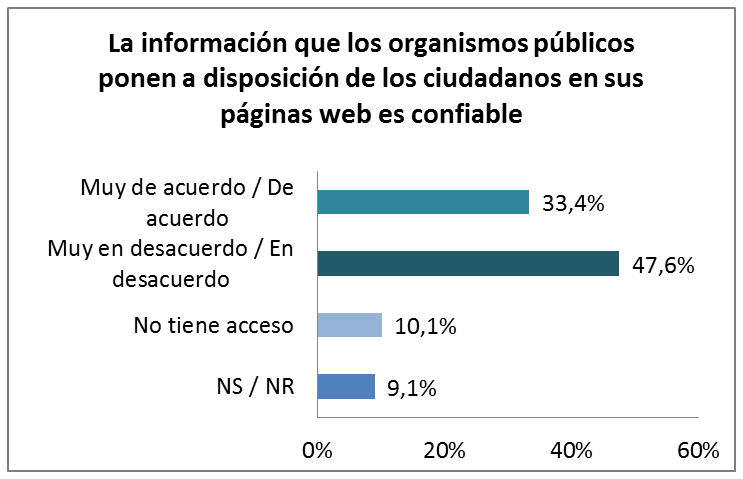 La información que los organismos públicos
ponen a disposición de los ciudadanos en sus
páginas web es confiable
Muy de acuerdo / De
acuerdo
33,4%
Muy en desacuerdo / En
desacuerdo
47,6%
No tiene acceso
10,1%
NS / NR
9,1%
0%
20%
40%
60%